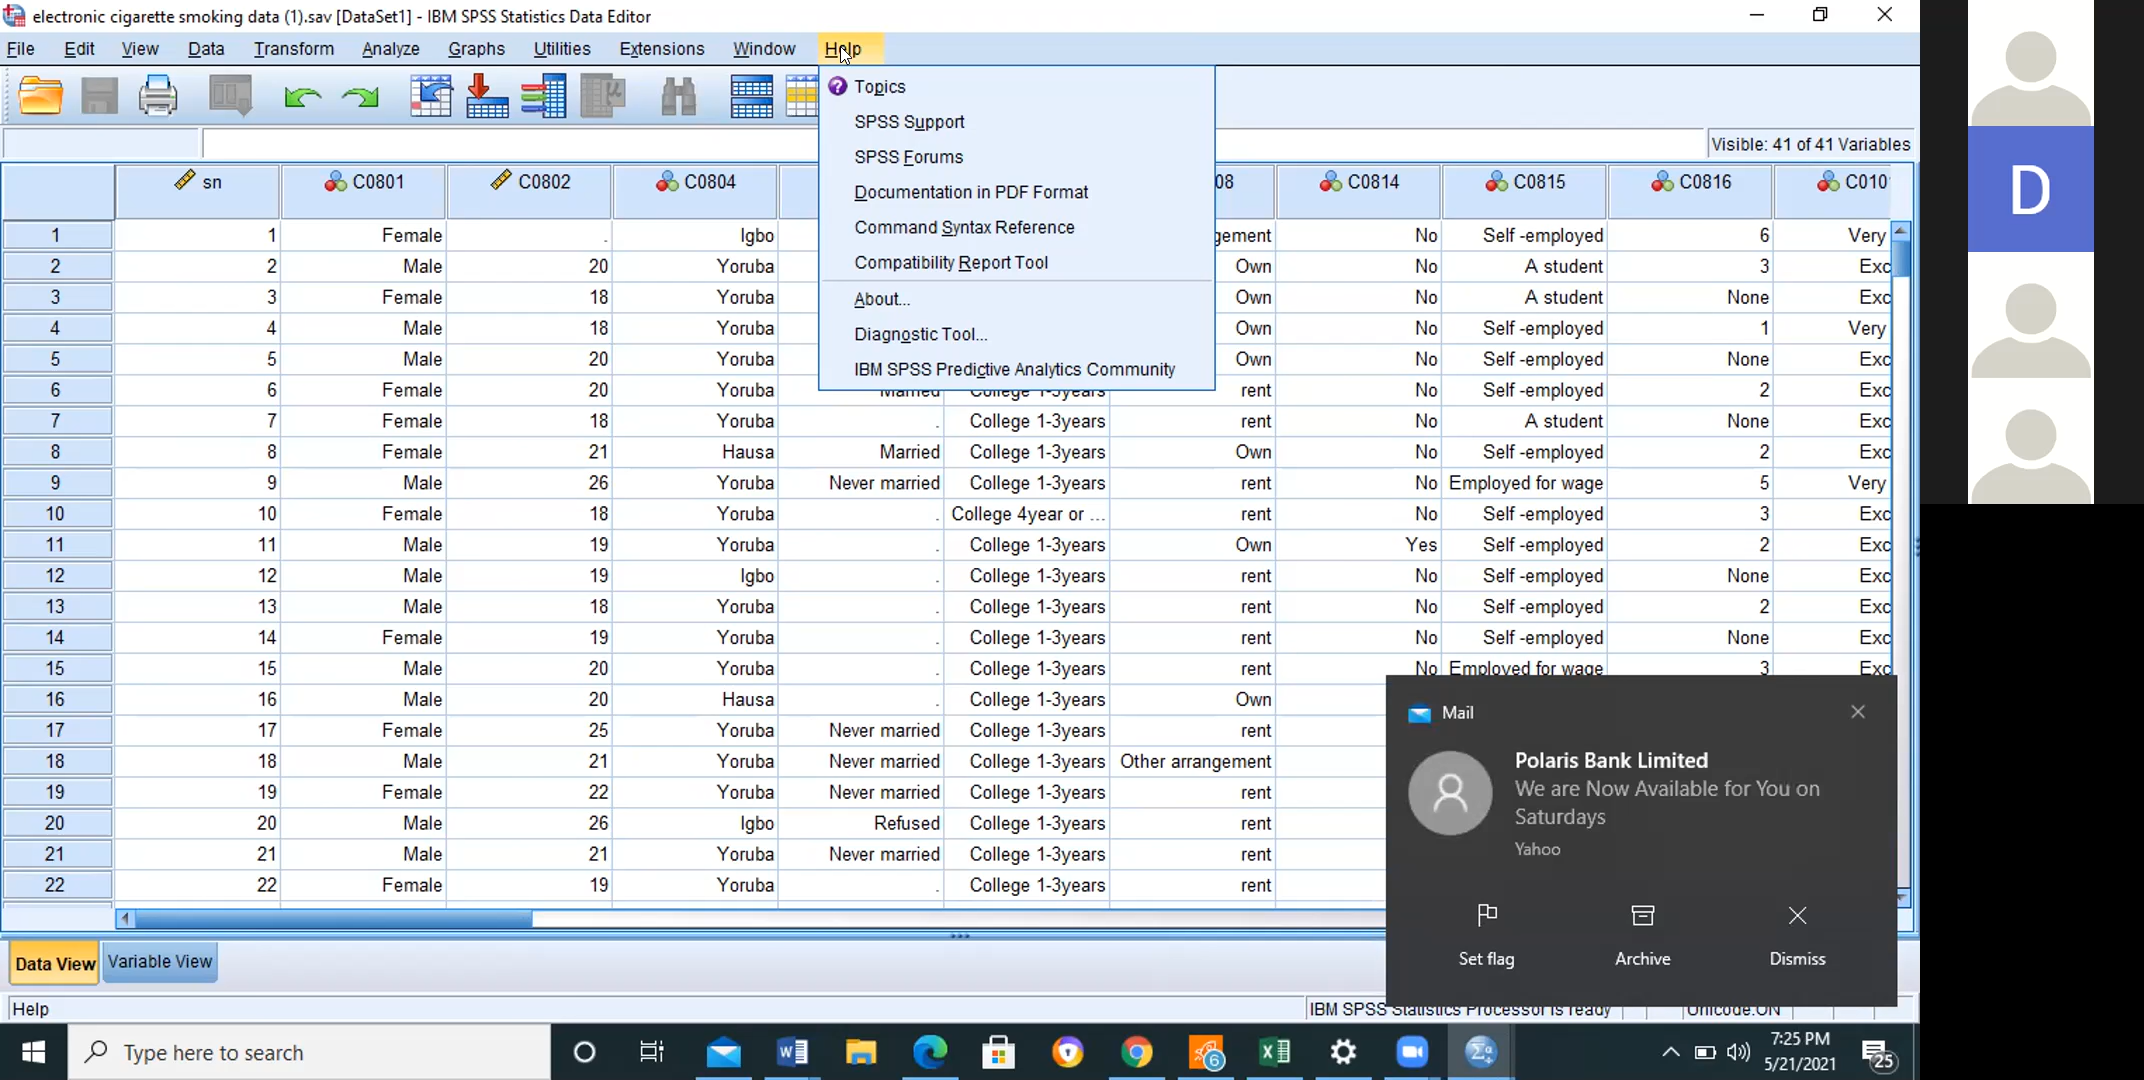 electronic cigarette smoking data (1).sav [DataSet1] - IBM SPSS Statistics Data Editor
File Edit View Data Transform Analyze Graphs Utilities Extensions Window Help
Topics
SPSS Support
SPSS Forums
Documentation in PDF Format
Command Syntax Reference
Compatibility Report Tool
About...
Diagnostic Tool...
IBM SPSS Predictive Analytics Community
Visible: 41 of 41 Variables
sn C0801 C0802 C0804 08 C0814 C0815 C0816 C010
1 1 Female . Igbo gement No Self -employed 6 Very
2 2 Male 20 Yoruba Own No A student 3 Exc
3 3 Female 18 Yoruba Own No A student None Exc
4 4 Male 18 Yoruba Own No Self -employed 1 Very
5 5 Male 20 Yoruba Own No Self -employed None Exc
6 6 Female 20 Yoruba Married College 1-3years rent No Self -employed 2 Exc
7 7 Female 18 Yoruba . College 1-3years rent No A student None Exc
8 8 Female 21 Hausa Married College 1-3years Own No Self -employed 2 Exc
9 9 Male 26 Yoruba Never married College 1-3years rent No Employed for wage 5 Very
10 10 Female 18 Yoruba . College 4year or ... rent No Self -employed 3 Exc
11 11 Male 19 Yoruba . College 1-3years Own Yes Self -employed 2 Exc
12 12 Male 19 Igbo . College 1-3years rent No Self -employed None Exc
13 13 Male 18 Yoruba . College 1-3years rent No Self -employed 2 Exc
14 14 Female 19 Yoruba . College 1-3years rent No Self -employed None Exc
15 15 Male 20 Yoruba . College 1-3years rent No Employed for wage 3 Exc
16 16 Male 20 Hausa . College 1-3years Own
17 17 Female 25 Yoruba Never married College 1-3years rent
18 18 Male 21 Yoruba Never married College 1-3years Other arrangement
19 19 Female 22 Yoruba Never married College 1-3years rent
20 20 Male 26 Igbo Refused College 1-3years rent
21 21 Male 21 Yoruba Never married College 1-3years rent
22 22 Female 19 Yoruba . College 1-3years rent
Mail
Polaris Bank Limited
We are Now Available for You on
Saturdays
Yahoo
Set flag Archive Dismiss
Data View Variable View
Help IBM SPSS Statistics Processor is ready Unicode:ON
Type here to search
6
7:25 PM
5/21/2021
25
D